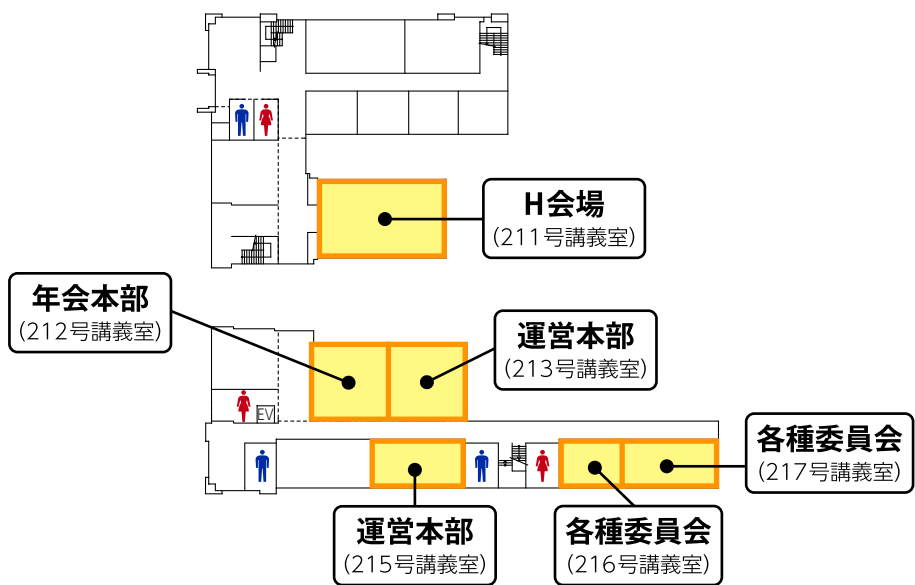 H会場
(211号講義室)
年会本部
(212号講義室)
運営本部
(213号講義室)
EV
各種委員会
(217号講義室)
運営本部
(215号講義室)
各種委員会
(216号講義室)